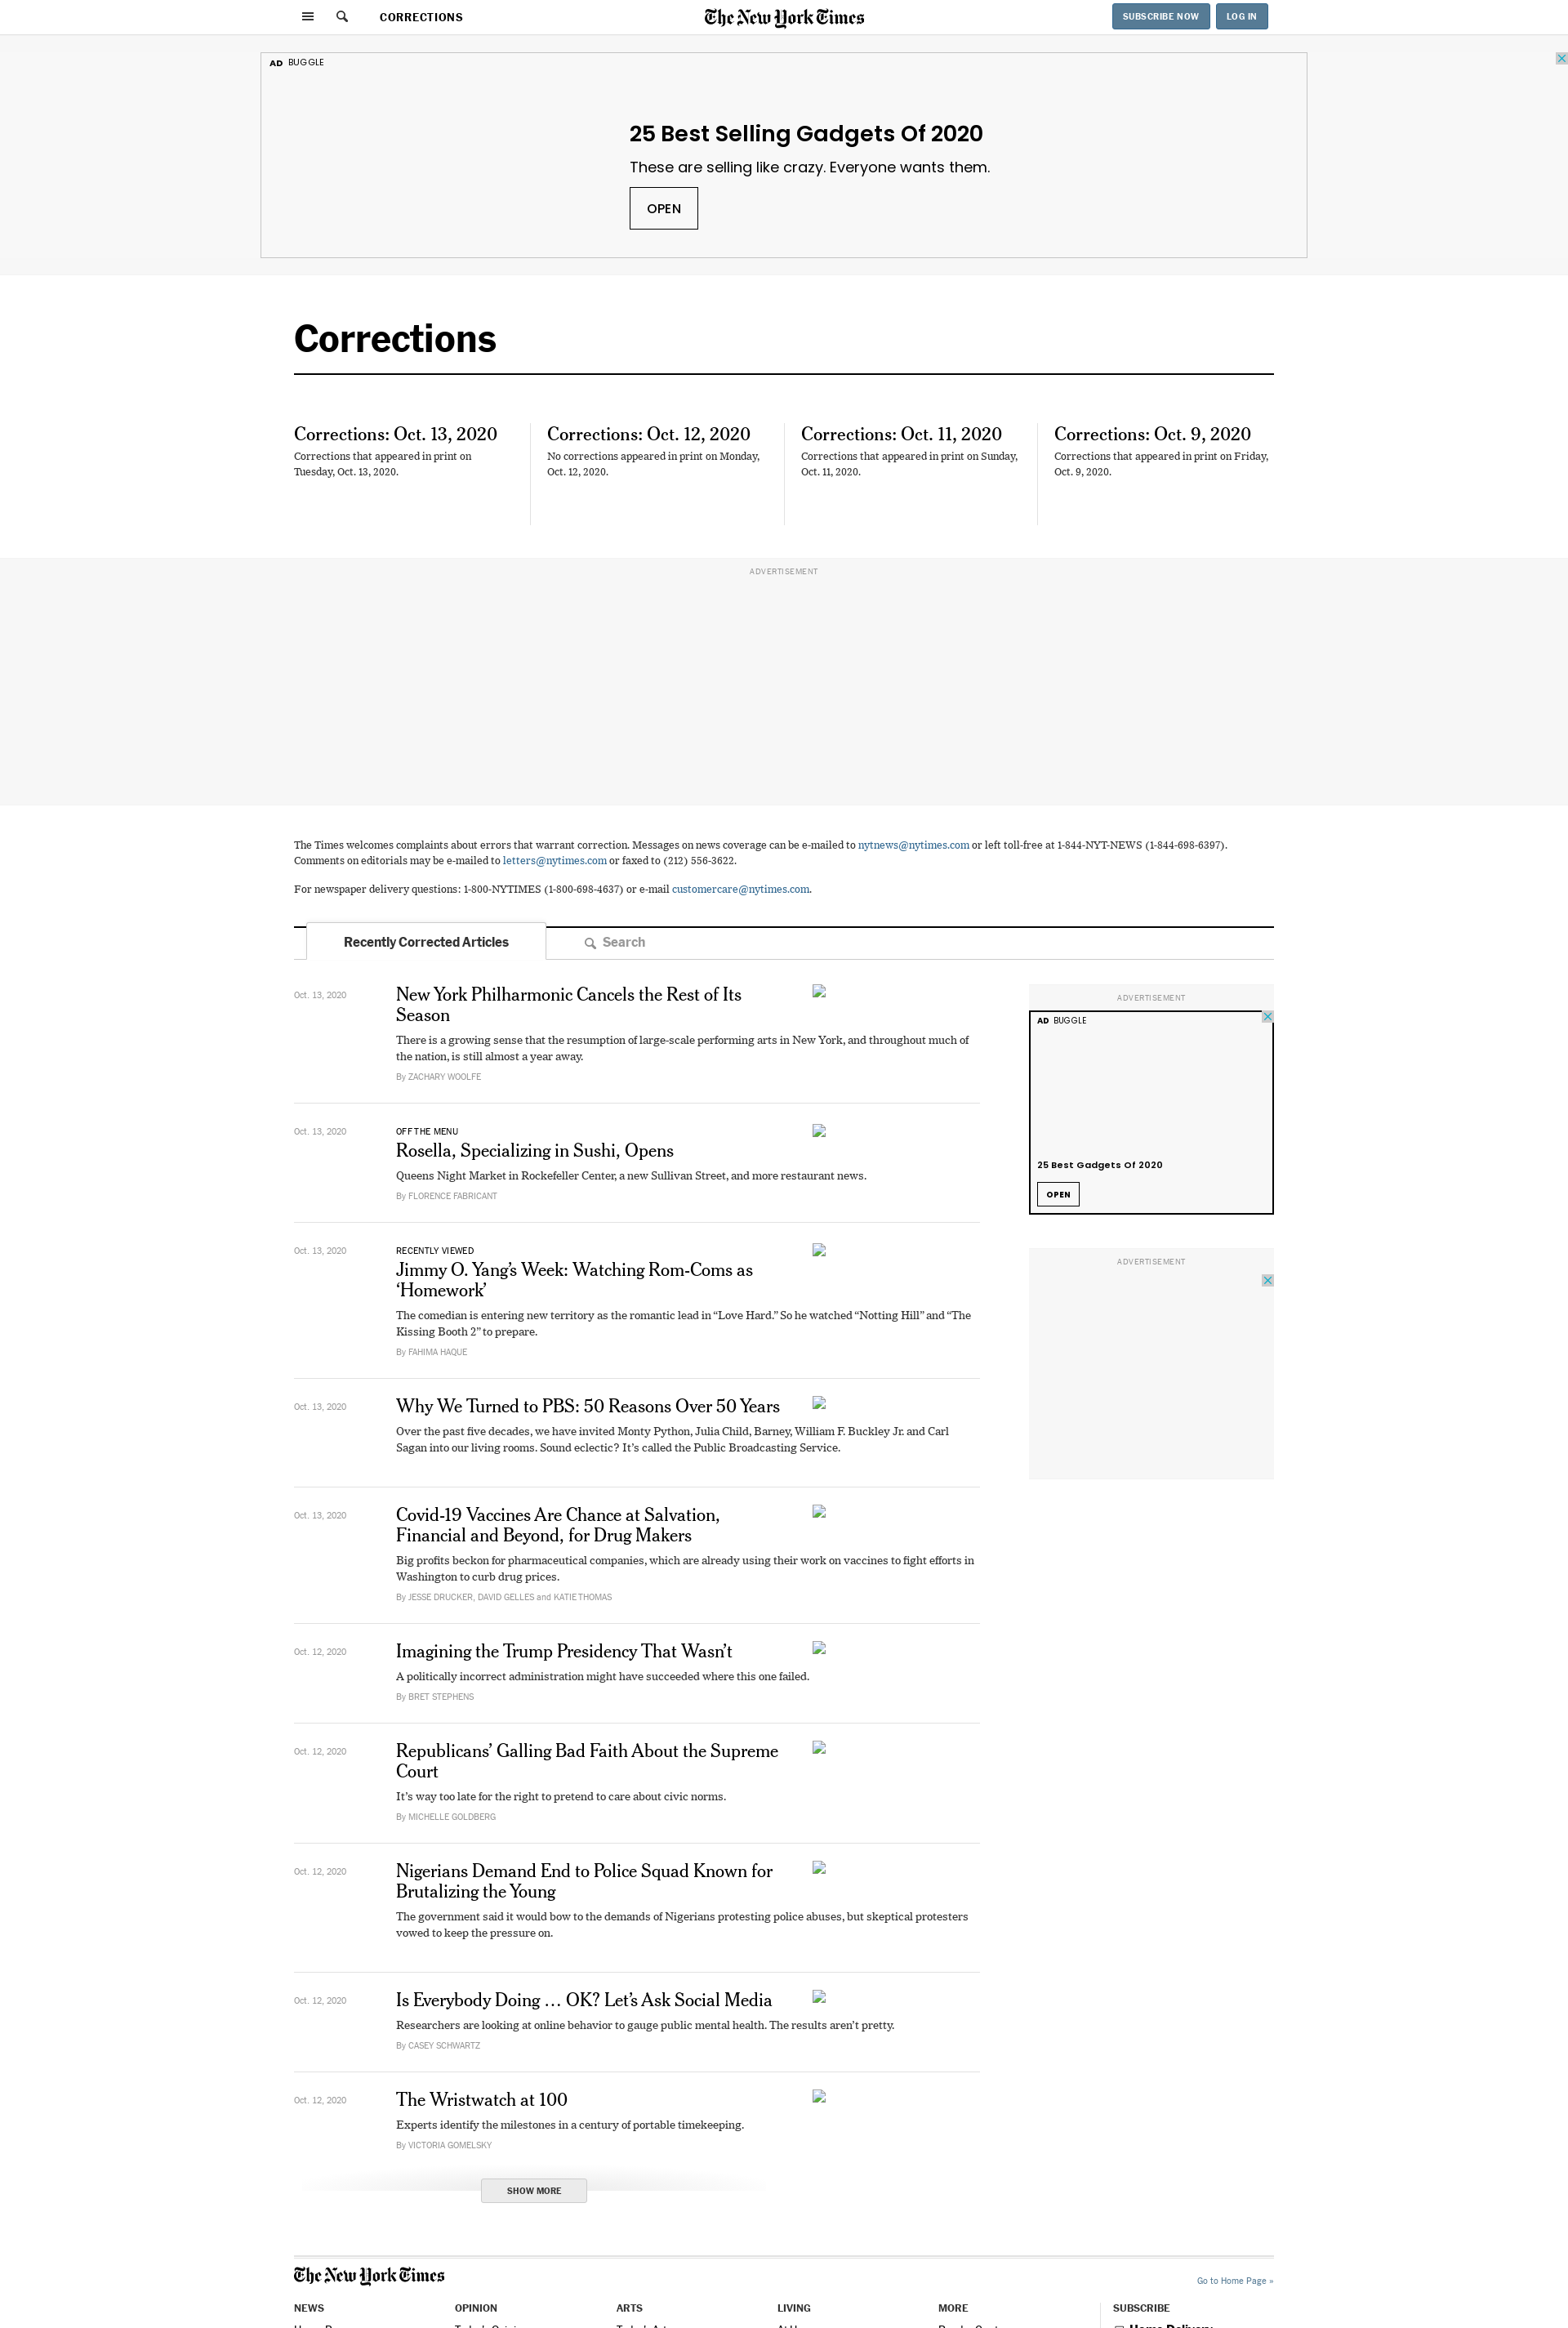 CORRECTIONS
The New York Times
SUBSCRIBE NOW
LOG IN
AD BUGGLE
25 Best Selling Gadgets Of 2020
These are selling like crazy. Everyone wants them.
OPEN
Corrections
Corrections: Oct. 13, 2020
Corrections that appeared in print on
Tuesday, Oct. 13, 2020.
Corrections: Oct. 12, 2020
No corrections appeared in print on Monday,
Oct. 12, 2020.
Corrections: Oct. 11, 2020
Corrections that appeared in print on Sunday,
Oct. 11, 2020.
Corrections: Oct. 9, 2020
Corrections that appeared in print on Friday,
Oct. 9, 2020.
ADVERTISEMENT
The Times welcomes complaints about errors that warrant correction. Messages on news coverage can be e-mailed to nytnews@nytimes.com or left toll-free at 1-844-NYT-NEWS (1-844-698-6397).
Comments on editorials may be e-mailed to letters@nytimes.com or faxed to (212) 556-3622.
For newspaper delivery questions: 1-800-NYTIMES (1-800-698-4637) or e-mail customercare@nytimes.com.
Recently Corrected Articles
Search
Oct. 13, 2020
New York Philharmonic Cancels the Rest of Its
Season
There is a growing sense that the resumption of large-scale performing arts in New York, and throughout much of
the nation, is still almost a year away.
By ZACHARY WOOLFE
Oct. 13, 2020
OFF THE MENU
Rosella, Specializing in Sushi, Opens
Queens Night Market in Rockefeller Center, a new Sullivan Street, and more restaurant news.
By FLORENCE FABRICANT
Oct. 13, 2020
RECENTLY VIEWED
Jimmy O. Yang’s Week: Watching Rom-Coms as
‘Homework’
The comedian is entering new territory as the romantic lead in “Love Hard.” So he watched “Notting Hill” and “The
Kissing Booth 2” to prepare.
By FAHIMA HAQUE
Oct. 13, 2020
Why We Turned to PBS: 50 Reasons Over 50 Years
Over the past five decades, we have invited Monty Python, Julia Child, Barney, William F. Buckley Jr. and Carl
Sagan into our living rooms. Sound eclectic? It’s called the Public Broadcasting Service.
Oct. 13, 2020
Covid-19 Vaccines Are Chance at Salvation,
Financial and Beyond, for Drug Makers
Big profits beckon for pharmaceutical companies, which are already using their work on vaccines to fight efforts in
Washington to curb drug prices.
By JESSE DRUCKER, DAVID GELLES and KATIE THOMAS
Oct. 12, 2020
Imagining the Trump Presidency That Wasn’t
A politically incorrect administration might have succeeded where this one failed.
By BRET STEPHENS
Oct. 12, 2020
Republicans’ Galling Bad Faith About the Supreme
Court
It’s way too late for the right to pretend to care about civic norms.
By MICHELLE GOLDBERG
Oct. 12, 2020
Nigerians Demand End to Police Squad Known for
Brutalizing the Young
The government said it would bow to the demands of Nigerians protesting police abuses, but skeptical protesters
vowed to keep the pressure on.
Oct. 12, 2020
Is Everybody Doing … OK? Let’s Ask Social Media
Researchers are looking at online behavior to gauge public mental health. The results aren’t pretty.
By CASEY SCHWARTZ
Oct. 12, 2020
The Wristwatch at 100
Experts identify the milestones in a century of portable timekeeping.
By VICTORIA GOMELSKY
SHOW MORE
ADVERTISEMENT
AD BUGGLE
25 Best Gadgets Of 2020
OPEN
ADVERTISEMENT
The New York Times
Go to Home Page »
NEWS
OPINION
ARTS
LIVING
MORE
SUBSCRIBE
Home Delivery